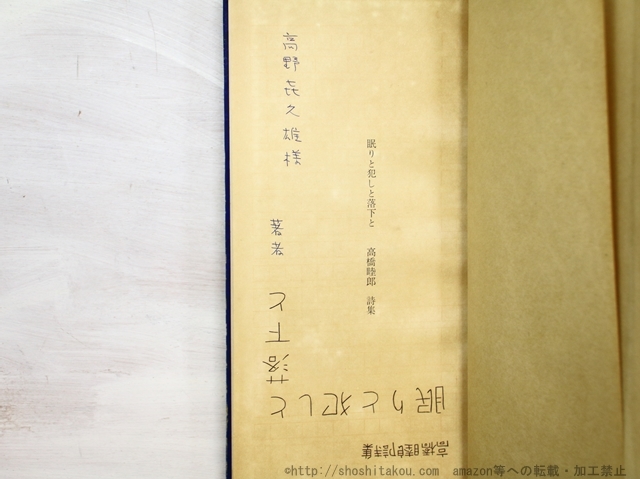 眠りと犯しと落下と 高橋睦郎 詩集
高野喜久雄様
著者
眠りと犯しと
落下と
高橋睦郎詩集
©http://shoshitakou.com amazon等への転載・加工禁止